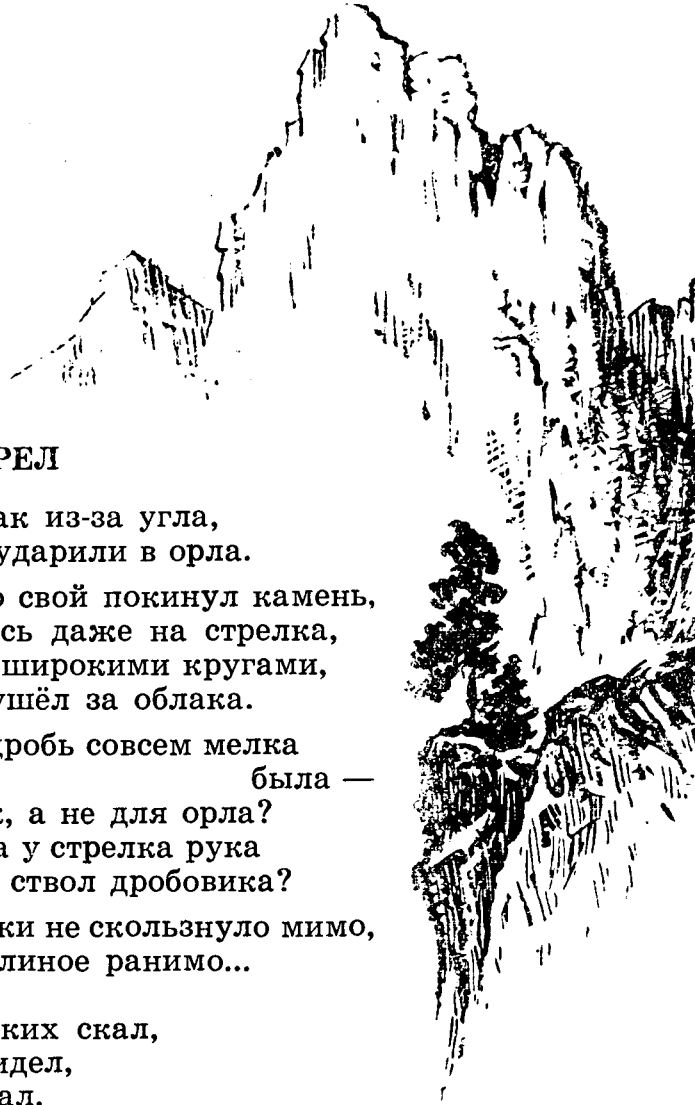 РЕЛ
ак из-за угла,
ударили в орла.
о свой покинул камень,
сь даже на стрелка,
широкими кругами,
ушёл за облака.
дробь совсем мелка
была —
, а не для орла?
а у стрелка рука
ствол дробовика?
ки не скользнуло мимо,
линое ранимо...
ких скал,
идел,
ал.